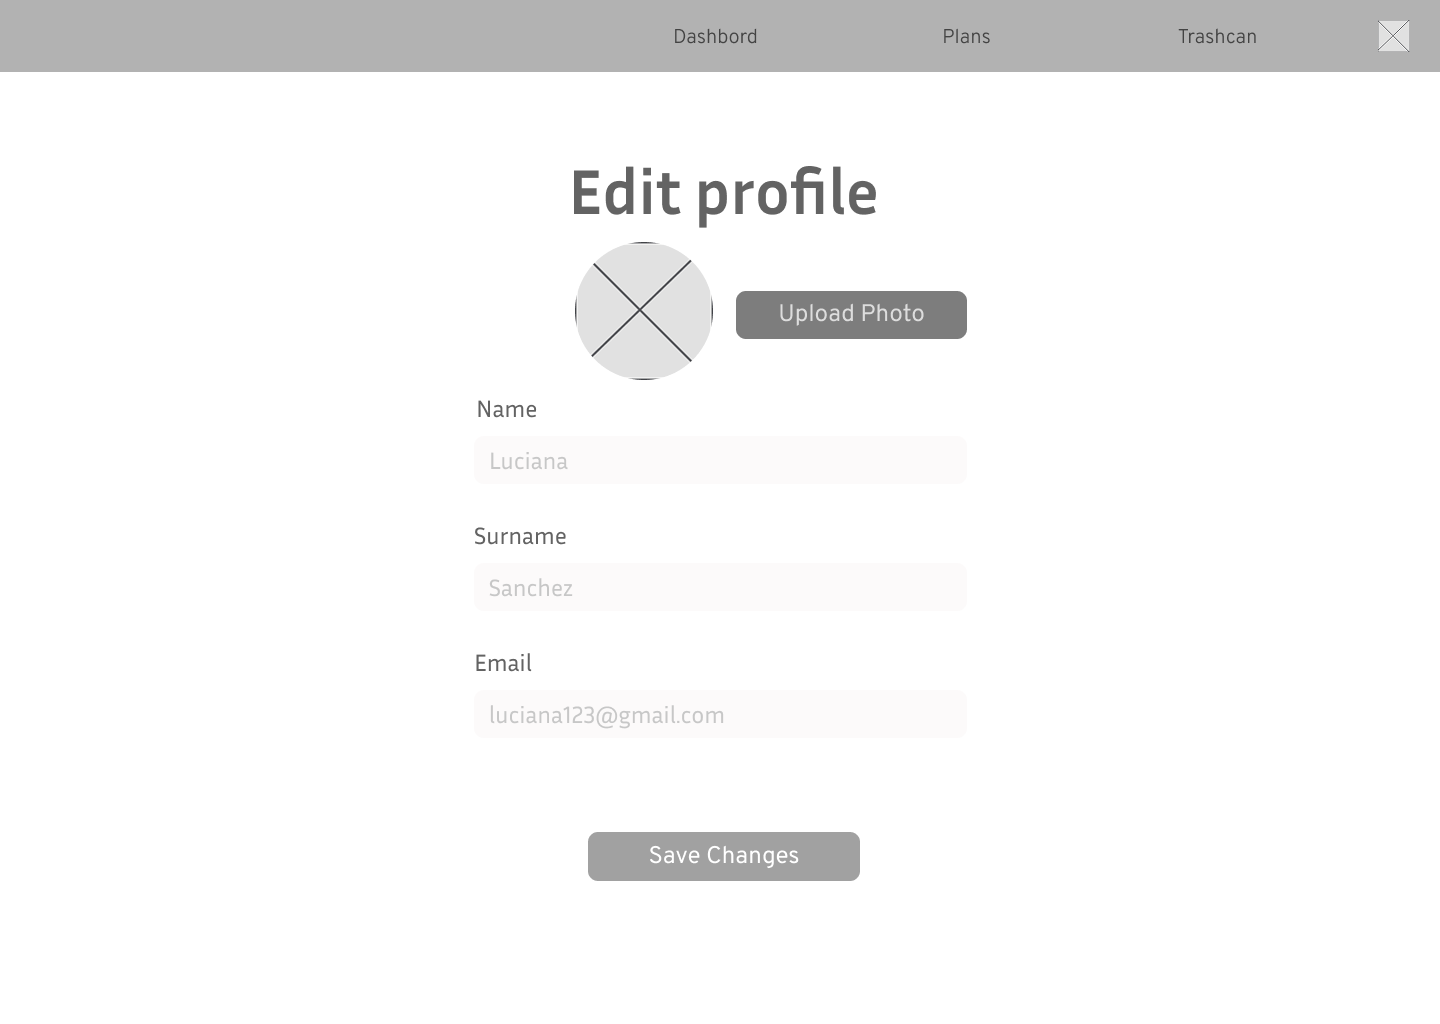 Dashbord Plans Trashcan
Edit profile
Upload Photo
Name
Luciana
Surname
Sanchez
Email
luciana123@gmail.com
Save Changes